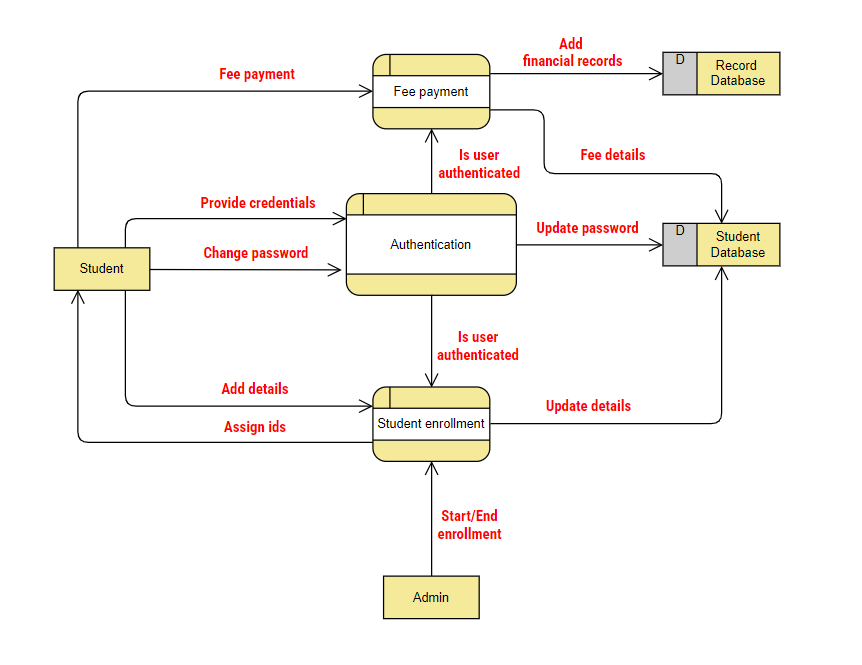 Add
financial records
D
Record
Database
Fee payment
Fee payment
Is user
authenticated
Fee details
Provide credentials
Authentication
Update password
D
Student
Database
Change password
Student
Is user
authenticated
Add details
Assign ids
Student enrollment
Update details
Start/End
enrollment
Admin